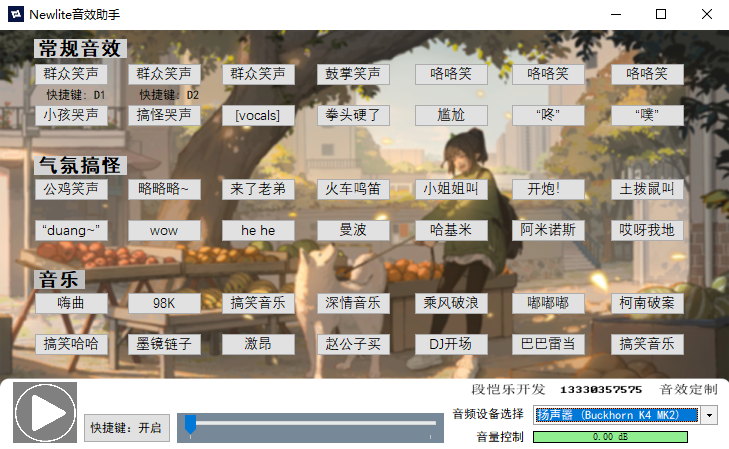 Newlite音效助手
常规音效
群众笑声 群众笑声 群众笑声 鼓掌笑声 咯咯笑 咯咯笑 咯咯笑
快捷键: D1 快捷键: D2
小孩哭声 搞怪哭声 [vocals] 拳头硬了 尴尬 “咚” “噗”
气氛搞怪
公鸡笑声 略略略~ 来了老弟 火车鸣笛 小姐姐叫 开炮! 土拨鼠叫
“duang~” wow he he 曼波 哈基米 阿米诺斯 哎呀我地
音乐
嗨曲 98K 搞笑音乐 深情音乐 乘风破浪 嘟嘟嘟 柯南破案
搞笑哈哈 墨镜链子 激昂 赵公子买 DJ开场 巴巴雷当 搞笑音乐
段恺乐开发 13330357575 音效定制
快捷键: 开启 音频设备选择 扬声器 (Buckhorn K4 MK2)
音量控制 0.00 dB